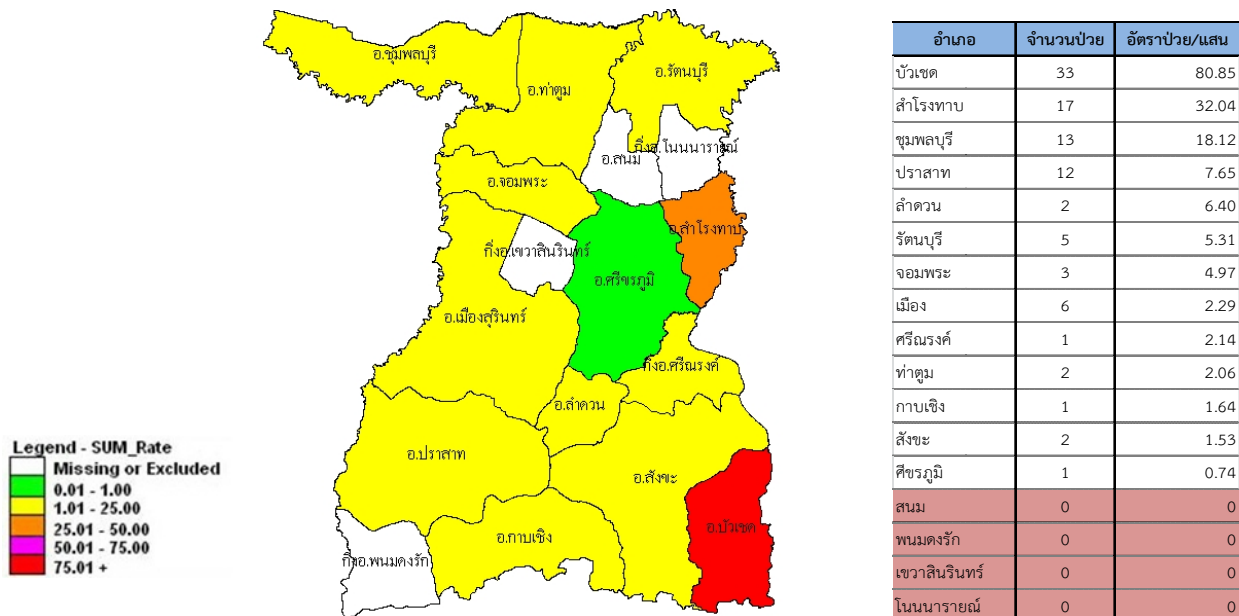 อ.ชุมพลบุรี
อ.ท่าตูม
อ.รัตนบุรี
อ.สนม
กิ่งอ.โนนนารายณ์
อ.จอมพระ
อ.สำโรงทาบ
กิ่งอ.เขวาสินรินทร์
อ.ศรีขรภูมิ
อ.เมืองสุรินทร์
กิ่งอ.ศรีณรงค์
อ.ลำดวน
อ.ปราสาท
อ.สังขะ
อ.บัวเชด
อ.กาบเชิง
กิ่งอ.พนมดงรัก
Legend - SUM_Rate
Missing or Excluded
0.01 - 1.00
1.01 - 25.00
25.01 - 50.00
50.01 - 75.00
75.01 +
อำเภอ จำนวนป่วย อัตราป่วย/แสน
บัวเชด 33 80.85
สำโรงทาบ 17 32.04
ชุมพลบุรี 13 18.12
ปราสาท 12 7.65
ลำดวน 2 6.40
รัตนบุรี 5 5.31
จอมพระ 3 4.97
เมือง 6 2.29
ศรีณรงค์ 1 2.14
ท่าตูม 2 2.06
กาบเชิง 1 1.64
สังขะ 2 1.53
ศีขรภูมิ 1 0.74
สนม 0 0
พนมดงรัก 0 0
เขวาสินรินทร์ 0 0
โนนนารายณ์ 0 0